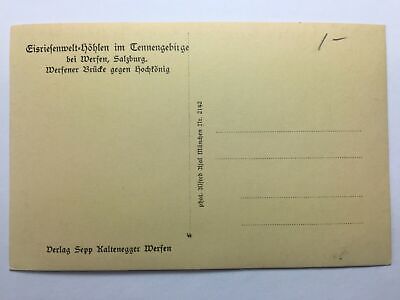 Eisriesenwelt-Höhlen im Tennengebirge
bei Werfen, Salzburg.
Werfener Brücke gegen Hochkönig
1-
phot. Alfred Asal München Nr. 2142
Verlag Sepp Kaltenegger Werfen